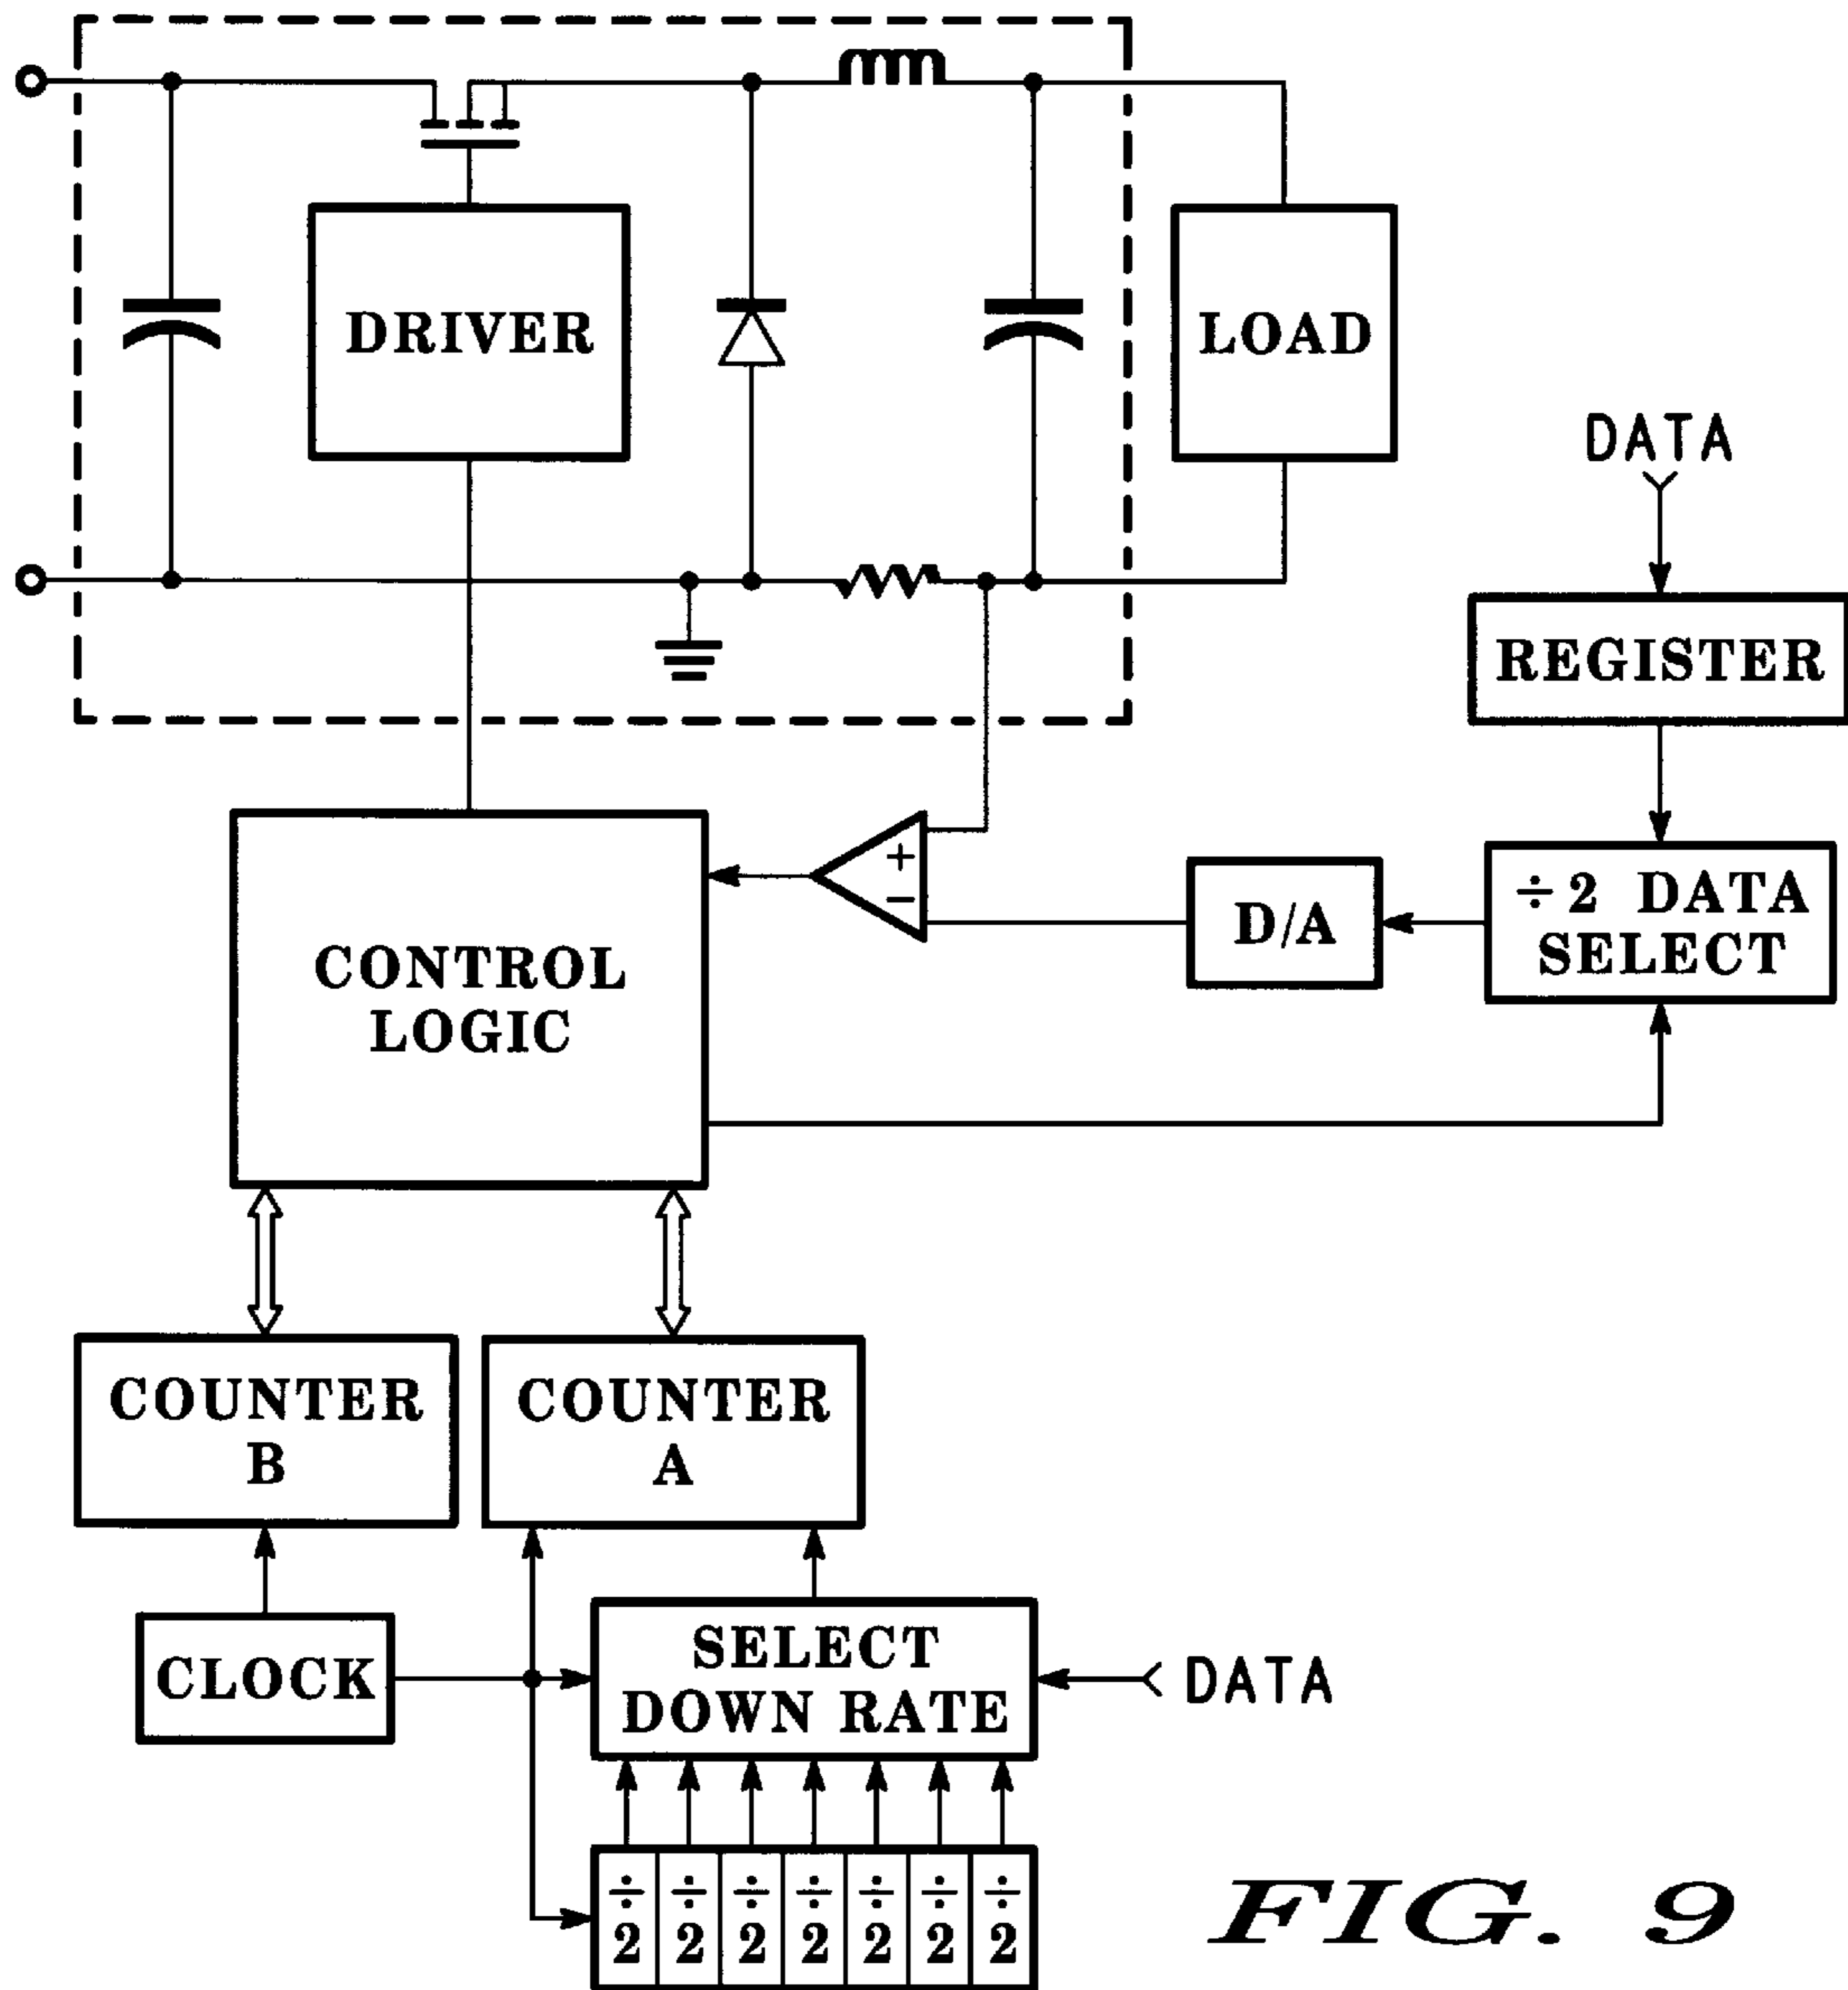 DRIVER
LOAD
DATA
REGISTER
÷2 DATA
SELECT
D/A
+
−
CONTROL
LOGIC
COUNTER
B
COUNTER
A
CLOCK
SELECT
DOWN RATE
DATA
÷ ÷ ÷ ÷ ÷ ÷ ÷
2 2 2 2 2 2 2
FIG. 9